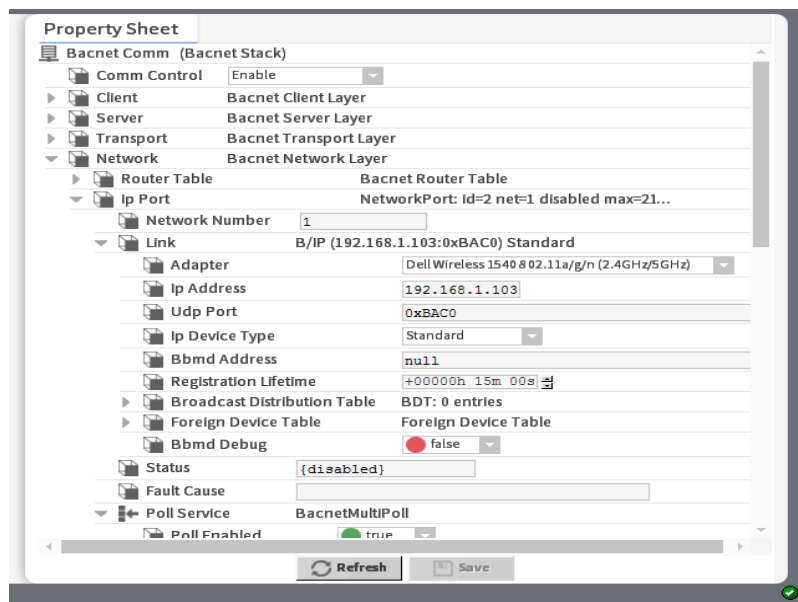 Property Sheet
Bacnet Comm (Bacnet Stack)
Comm Control Enable
Client Bacnet Client Layer
Server Bacnet Server Layer
Transport Bacnet Transport Layer
Network Bacnet Network Layer
Router Table Bacnet Router Table
Ip Port NetworkPort: id=2 net=1 disabled max=21...
Network Number 1
Link B/IP (192.168.1.103:0xBAC0) Standard
Adapter Dell Wireless 1540 802.11a/g/n (2.4GHz/5GHz)
Ip Address 192.168.1.103
Udp Port 0xBAC0
Ip Device Type Standard
Bbmd Address null
Registration Lifetime +00000h 15m 00s
Broadcast Distribution Table BDT: 0 entries
Foreign Device Table Foreign Device Table
Bbmd Debug false
Status {disabled}
Fault Cause
Poll Service BacnetMultiPoll
Poll Enabled true
Refresh Save